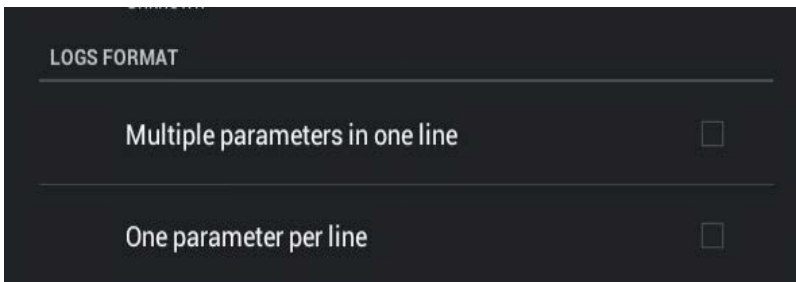 LOGS FORMAT
Multiple parameters in one line
One parameter per line